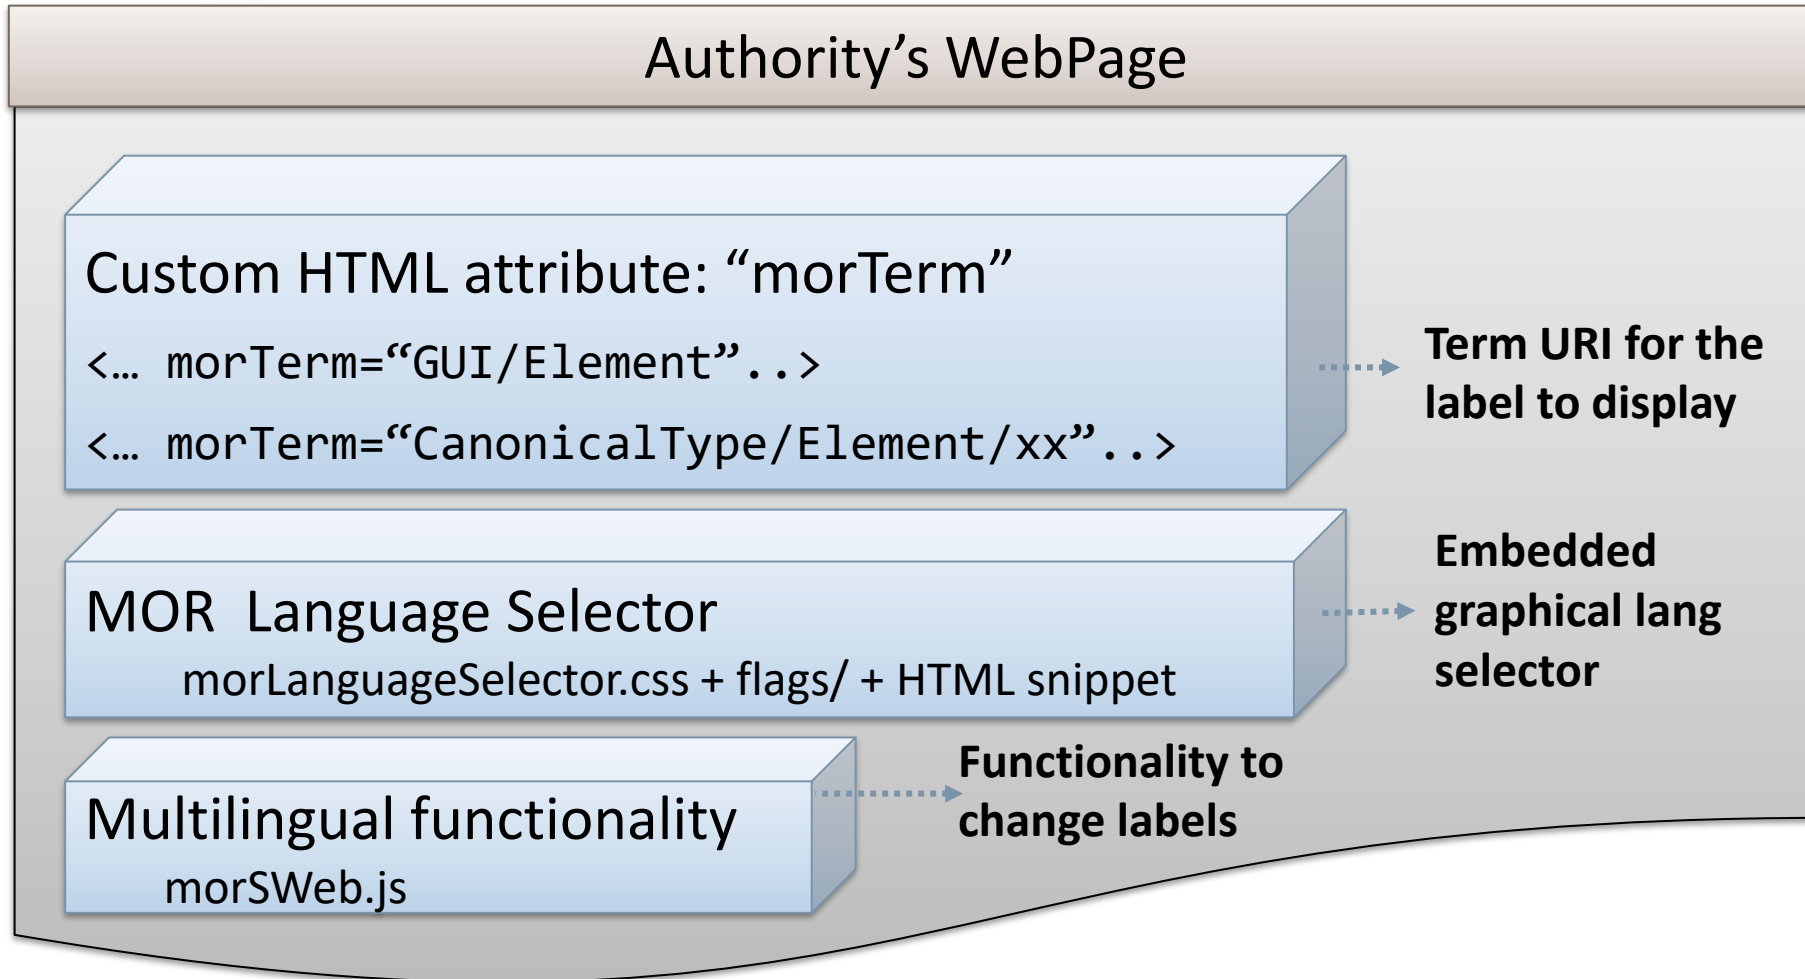 Authority’s WebPage
Custom HTML attribute: “morTerm”
<… morTerm=“GUI/Element”..>
<… morTerm=“CanonicalType/Element/xx”..>
Term URI for the
label to display
MOR  Language Selector
morLanguageSelector.css + flags/ + HTML snippet
Embedded
graphical lang
selector
Multilingual functionality
morSWeb.js
Functionality to
change labels